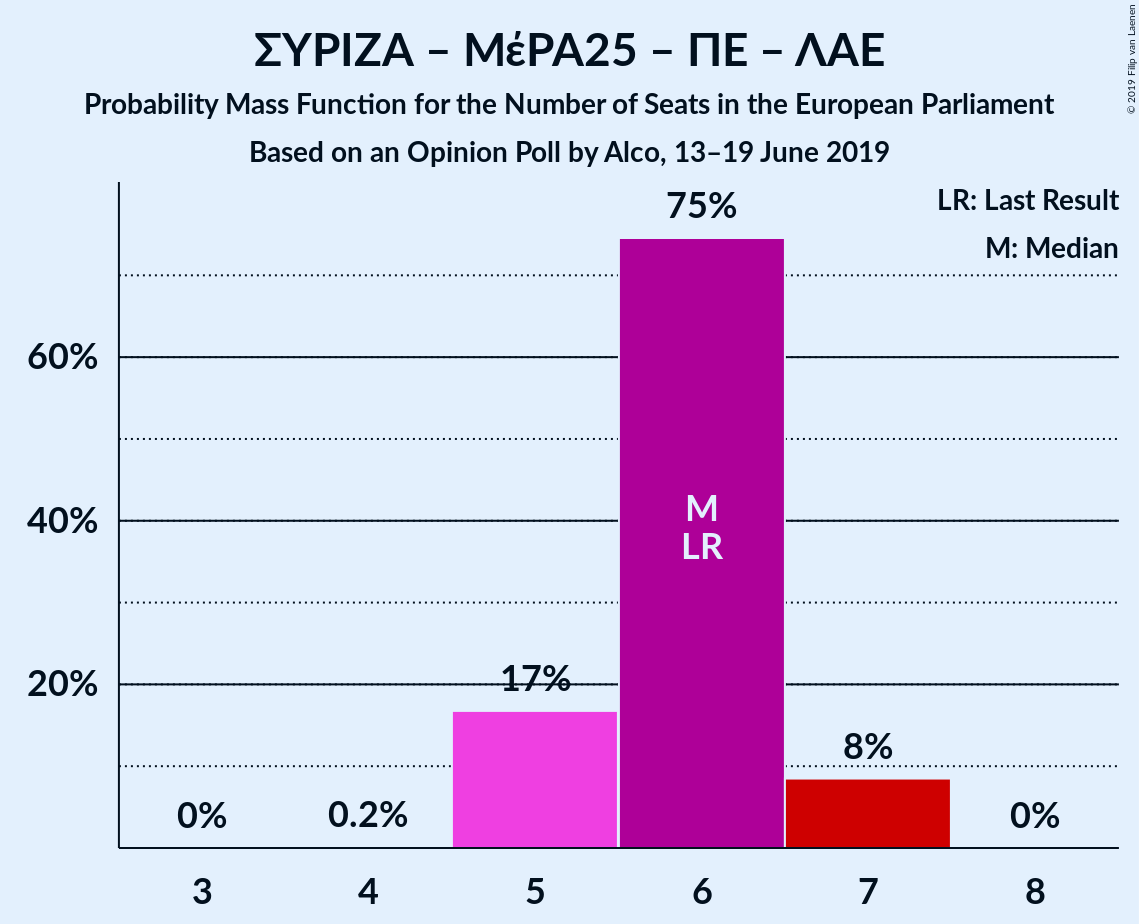 ΣΥΡΙΖΑ – ΜέΡΑ25 – ΠΕ – ΛΑΕ
Probability Mass Function for the Number of Seats in the European Parliament
Based on an Opinion Poll by Alco, 13–19 June 2019
© 2019 Filip van Laenen
LR: Last Result
M: Median
75%
60%
40%
20%
M
LR
17%
8%
0%
0.2%
0%
3
4
5
6
7
8